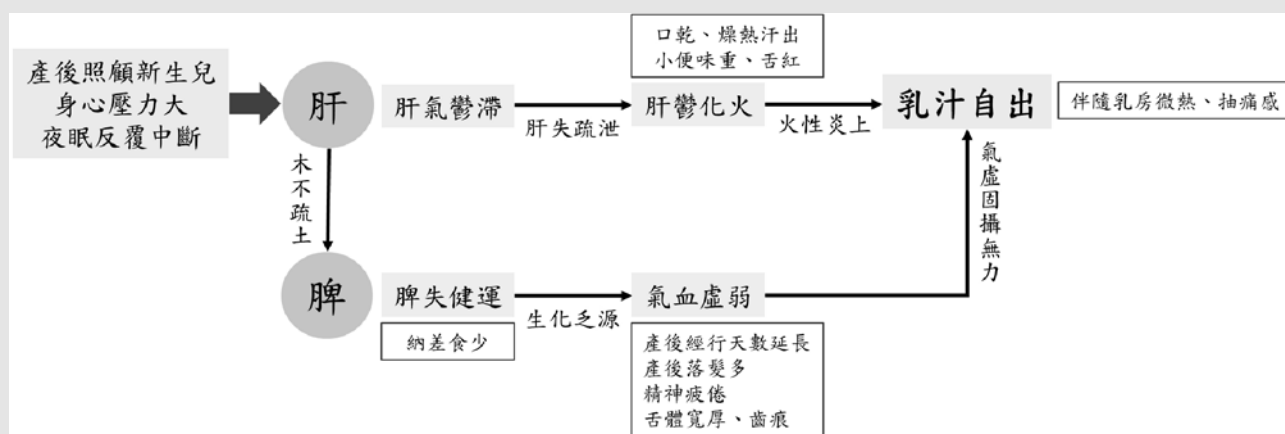 產後照顧新生兒
身心壓力大
夜眠反覆中斷
肝
肝氣鬱滯
肝失疏泄
口乾、燥熱汗出
小便味重、舌紅
肝鬱化火
火性炎上
乳汁自出
伴隨乳房微熱、抽痛感
木不疏土
脾
脾失健運
納差食少
生化乏源
氣血虛弱
產後經行天數延長
產後落髮多
精神疲倦
舌體寬厚、齒痕
氣虛固攝無力